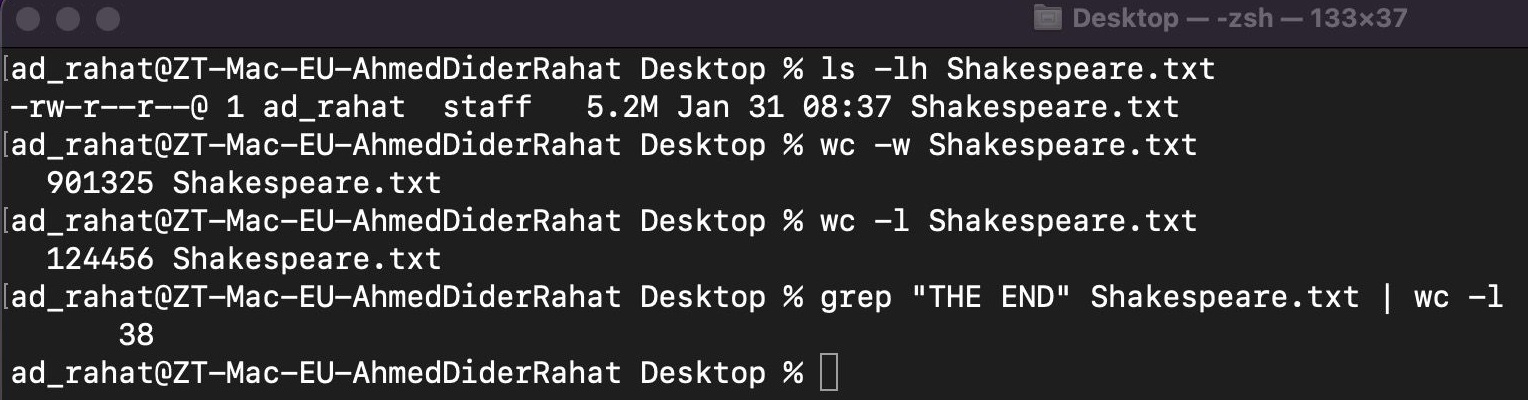 Desktop — -zsh — 133×37
[ad_rahat@ZT-Mac-EU-AhmedDiderRahat Desktop % ls -lh Shakespeare.txt
-rw-r--r--@ 1 ad_rahat  staff   5.2M Jan 31 08:37 Shakespeare.txt
[ad_rahat@ZT-Mac-EU-AhmedDiderRahat Desktop % wc -w Shakespeare.txt
  901325 Shakespeare.txt
[ad_rahat@ZT-Mac-EU-AhmedDiderRahat Desktop % wc -l Shakespeare.txt
  124456 Shakespeare.txt
[ad_rahat@ZT-Mac-EU-AhmedDiderRahat Desktop % grep "THE END" Shakespeare.txt | wc -l
      38
ad_rahat@ZT-Mac-EU-AhmedDiderRahat Desktop %